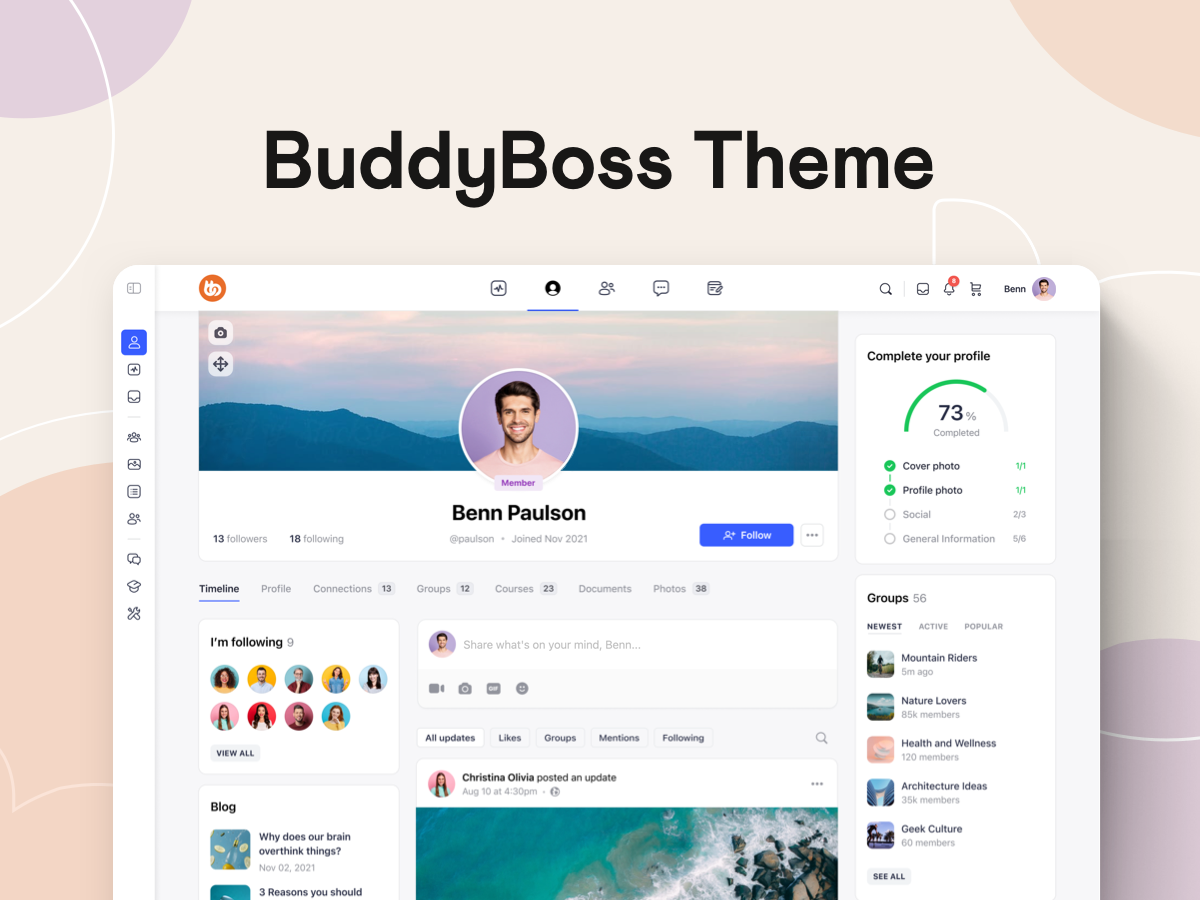 BuddyBoss Theme
8
Benn
Member
Benn Paulson
13 followers 18 following
@paulson • Joined Nov 2021
Follow
Timeline Profile Connections 13 Groups 12 Courses 23 Documents Photos 38
I'm following 9
VIEW ALL
Blog
Why does our brain
overthink things?
Nov 02, 2021
3 Reasons you should
Share what's on your mind, Benn...
GIF
All updates Likes Groups Mentions Following
Christina Olivia posted an update
Aug 10 at 4:30pm •
Complete your profile
73 %
Completed
Cover photo 1/1
Profile photo 1/1
Social 2/3
General Information 5/6
Groups 56
NEWEST ACTIVE POPULAR
Mountain Riders
5m ago
Nature Lovers
85k members
Health and Wellness
120 members
Architecture Ideas
35k members
Geek Culture
60 members
SEE ALL